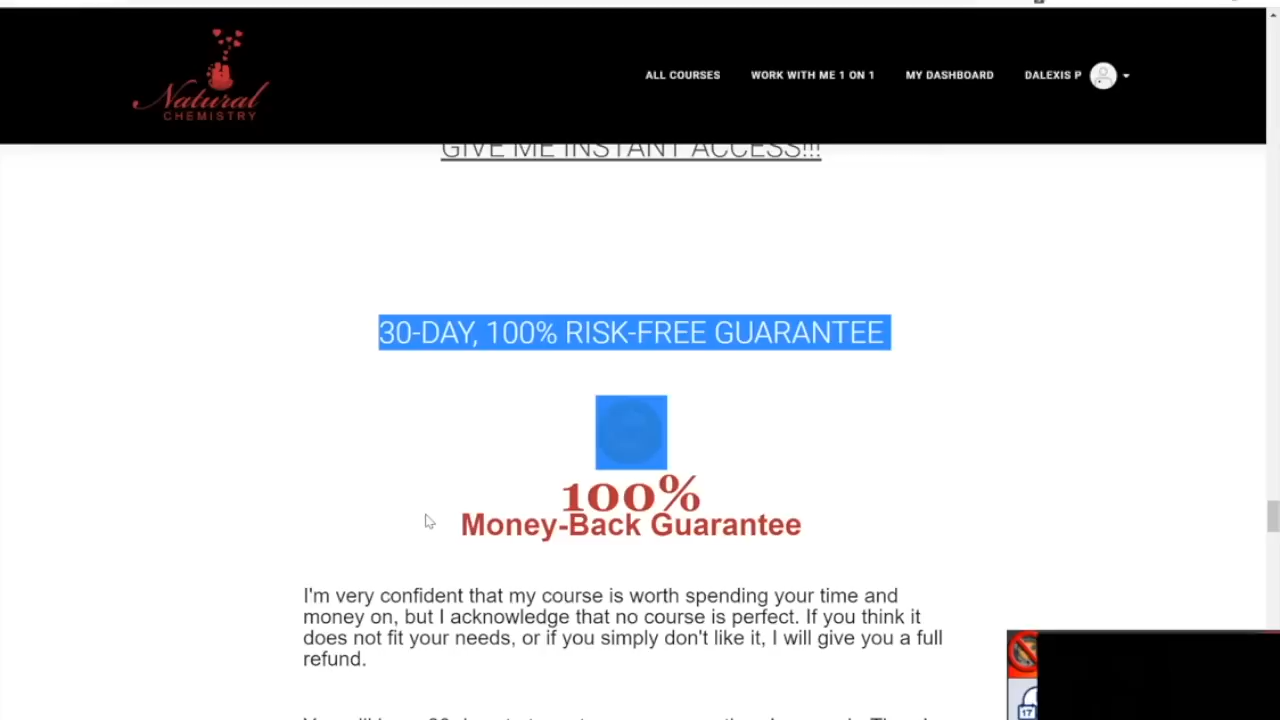 Natural
CHEMISTRY
ALL COURSES
WORK WITH ME 1 ON 1
MY DASHBOARD
DALEXIS P
GIVE ME INSTANT ACCESS!!!
30-DAY, 100% RISK-FREE GUARANTEE
100%
Money-Back Guarantee
I'm very confident that my course is worth spending your time and
money on, but I acknowledge that no course is perfect. If you think it
does not fit your needs, or if you simply don't like it, I will give you a full
refund.
17